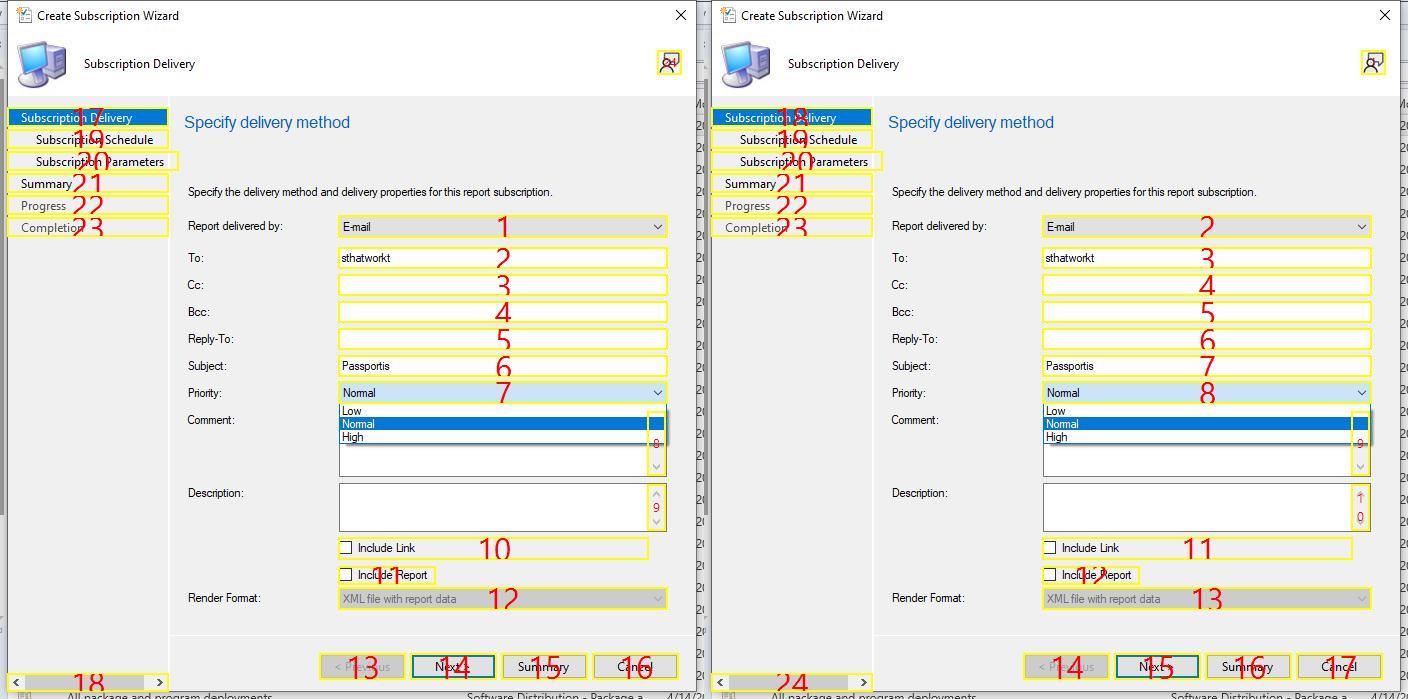 Create Subscription Wizard
Subscription Delivery
24
17
Subscription Delivery
19
Subscription Schedule
20
Subscription Parameters
21
Summary
22
Progress
23
Completion
18
Specify delivery method
Specify the delivery method and delivery properties for this report subscription.
Report delivered by: E-mail 1
To: sthatworkt 2
Cc: 3
Bcc: 4
Reply-To: 5
Subject: Passportis 6
Priority: Normal 7
Low
Normal
High
Comment: 8
Description: 9
Include Link 10
Include Report 11
Render Format: XML file with report data 12
< Previous 13
Next > 14
Summary 15
Cancel 16
All package and program deployments
Software Distribution - Package a
4/14/20
Create Subscription Wizard
Subscription Delivery
1
18
Subscription Delivery
19
Subscription Schedule
20
Subscription Parameters
21
Summary
22
Progress
23
Completion
24
Specify delivery method
Specify the delivery method and delivery properties for this report subscription.
Report delivered by: E-mail 2
To: sthatworkt 3
Cc: 4
Bcc: 5
Reply-To: 6
Subject: Passportis 7
Priority: Normal 8
Low
Normal
High
Comment: 9
Description: 10
Include Link 11
Include Report 12
Render Format: XML file with report data 13
< Previous 14
Next > 15
Summary 16
Cancel 17
All package and program deployments
Software Distribution - Package a